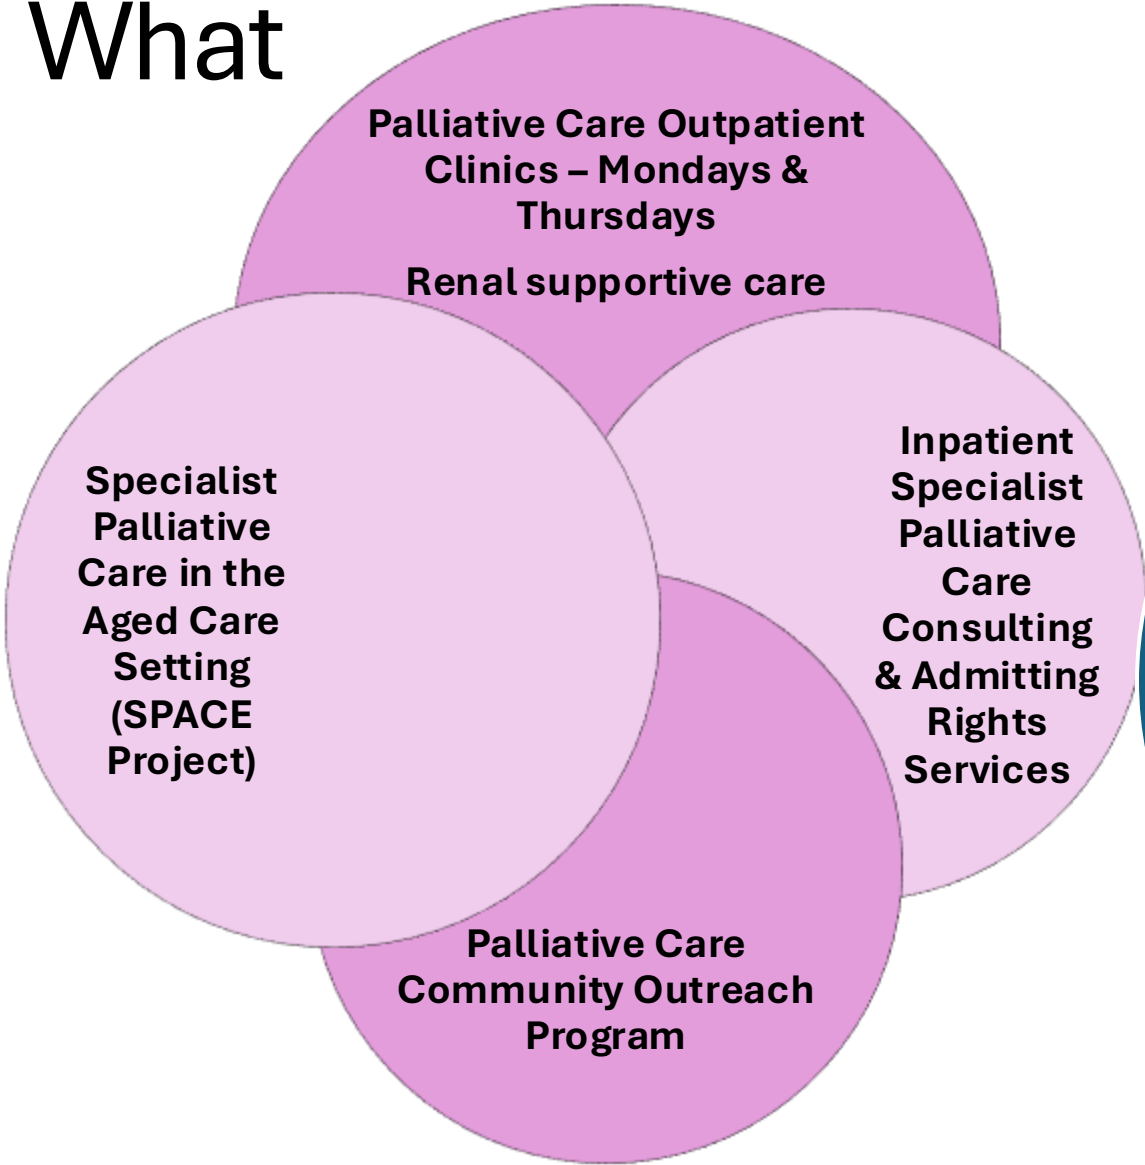 What
Palliative Care Outpatient
Clinics – Mondays &
Thursdays
Renal supportive care
Specialist
Palliative
Care in the
Aged Care
Setting
(SPACE
Project)
Inpatient
Specialist
Palliative
Care
Consulting
& Admitting
Rights
Services
Palliative Care
Community Outreach
Program